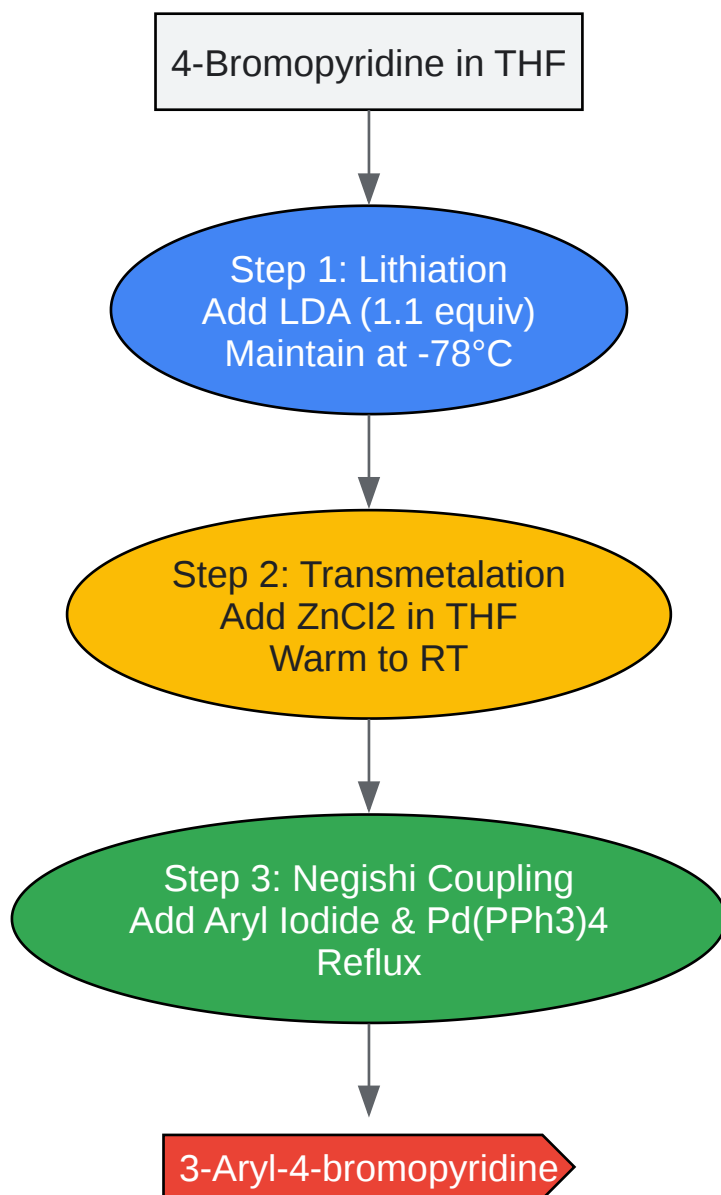 4-Bromopyridine in THF
Step 1: Lithiation
Add LDA (1.1 equiv)
Maintain at -78°C
Step 2: Transmetalation
Add ZnCl2 in THF
Warm to RT
Step 3: Negishi Coupling
Add Aryl Iodide & Pd(PPh3)4
Reflux
3-Aryl-4-bromopyridine